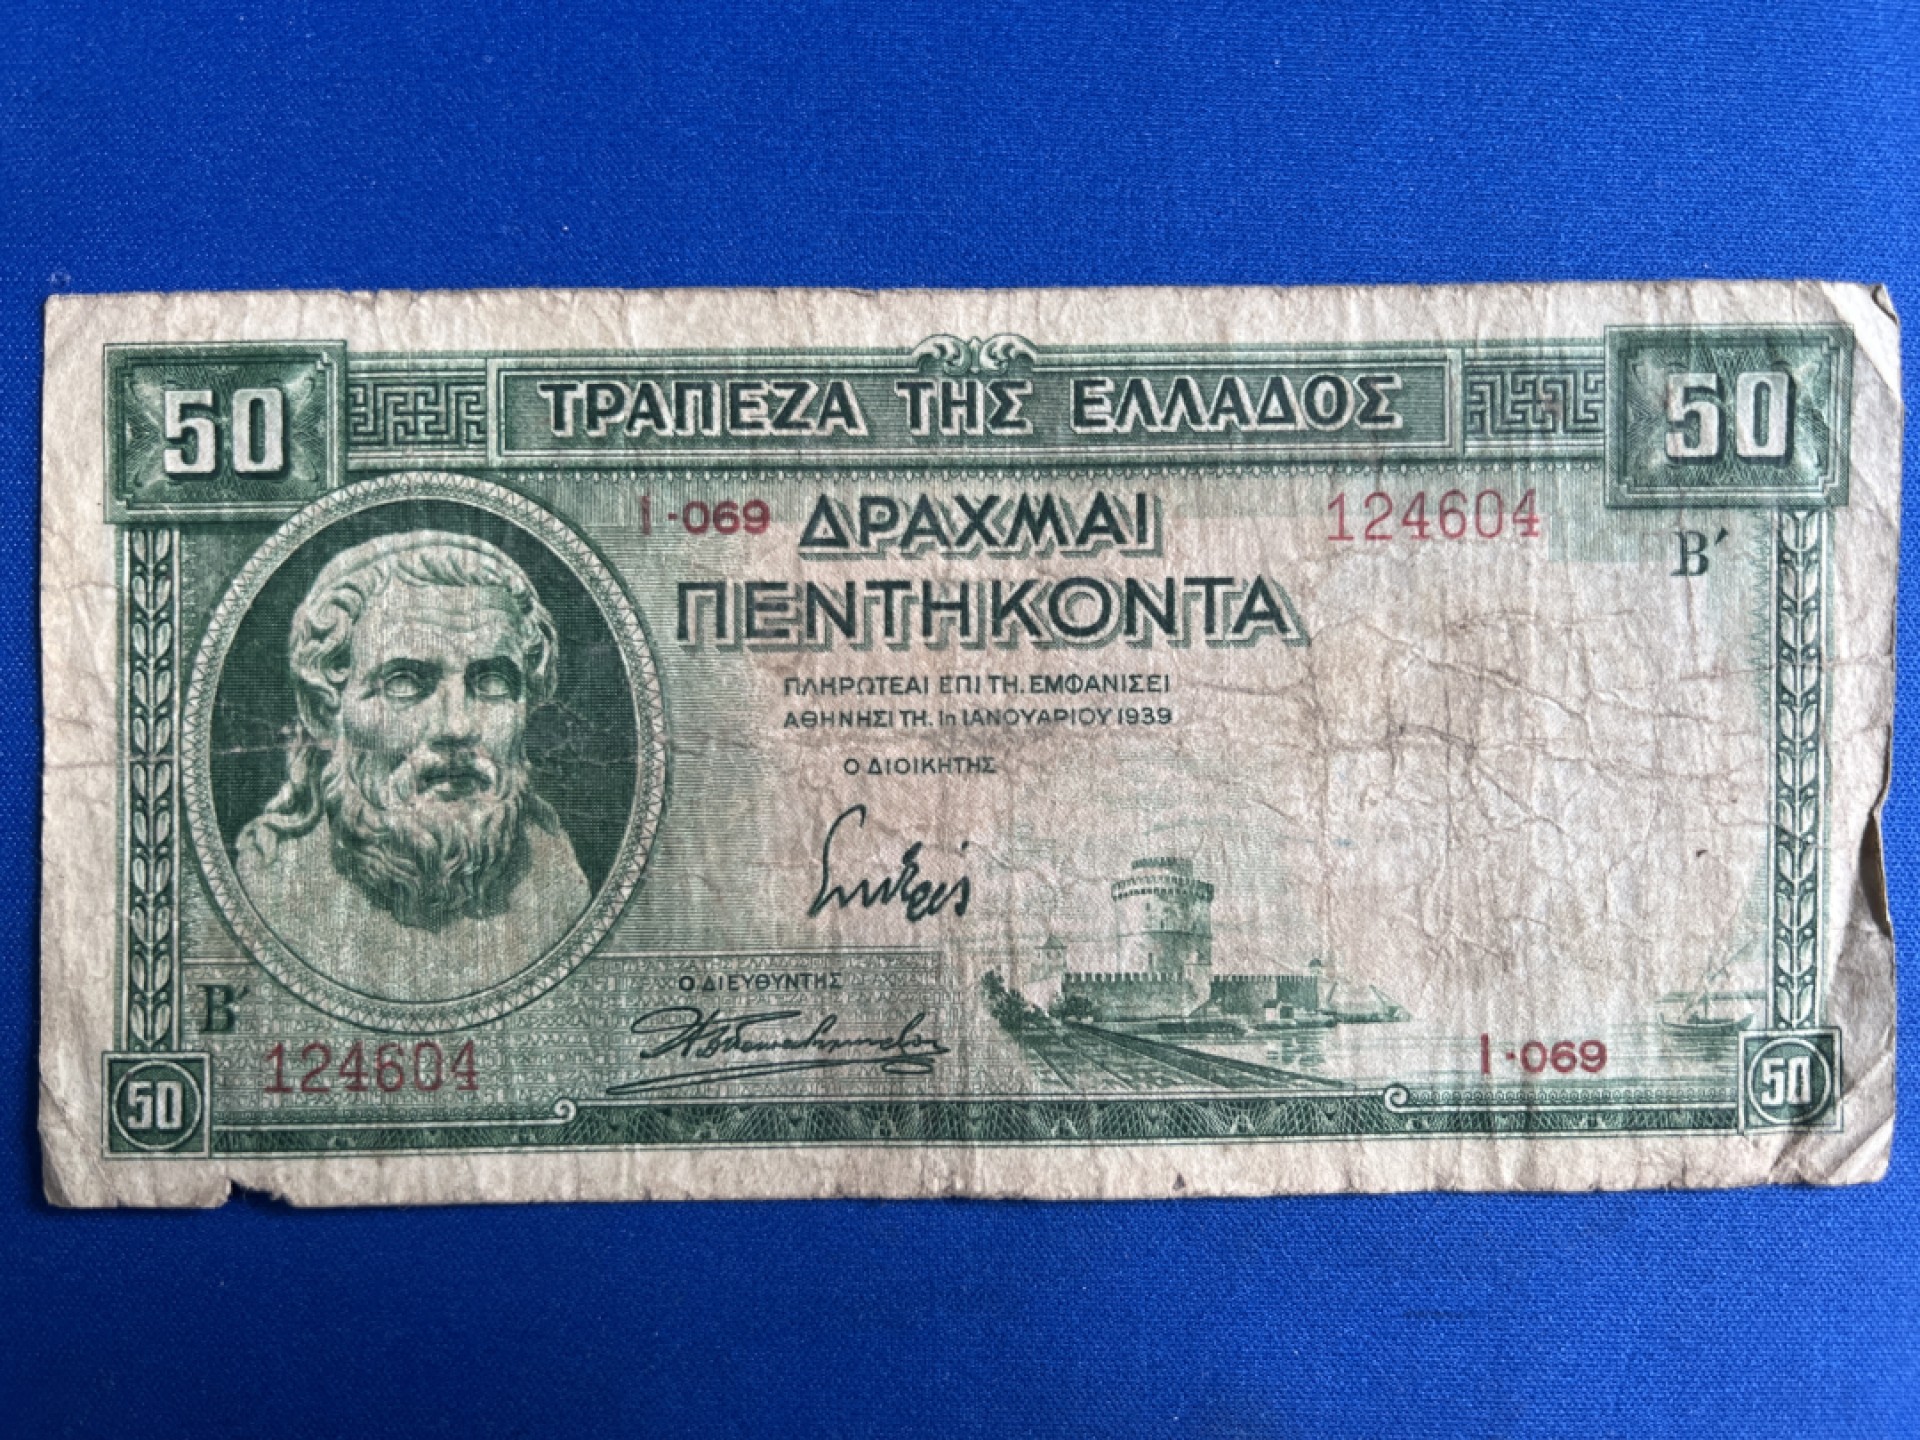 50 ΤΡΑΠΕΖΑ ΤΗΣ ΕΛΛΑΔΟΣ 50
Ι·069 ΔΡΑΧΜΑΙ 124604
Β΄
ΠΕΝΤΗΚΟΝΤΑ
ΠΛΗΡΩΤΕΑΙ ΕΠΙ ΤΗ. ΕΜΦΑΝΙΣΕΙ
ΑΘΗΝΗΣΙ ΤΗ. 1η ΙΑΝΟΥΑΡΙΟΥ 1939
Ο ΔΙΟΙΚΗΤΗΣ
Ο ΔΙΕΥΘΥΝΤΗΣ
Β΄
124604 Ι·069
50 50